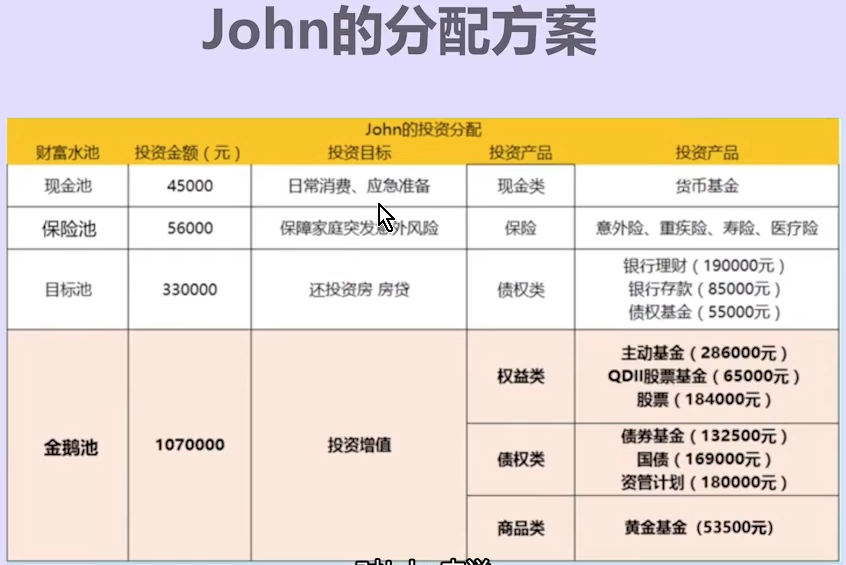 John的分配方案
John的投资分配
财富水池 投资金额（元） 投资目标 投资产品 投资产品
现金池 45000 日常消费、应急准备 现金类 货币基金
保险池 56000 保障家庭突发意外风险 保险 意外险、重疾险、寿险、医疗险
目标池 330000 还投资房 房贷 债权类
银行理财（190000元）
银行存款（85000元）
债权基金（55000元）
金鹅池 1070000 投资增值
权益类
主动基金（286000元）
QDII股票基金（65000元）
股票（184000元）
债权类
债券基金（132500元）
国债（169000元）
资管计划（180000元）
商品类 黄金基金（53500元）